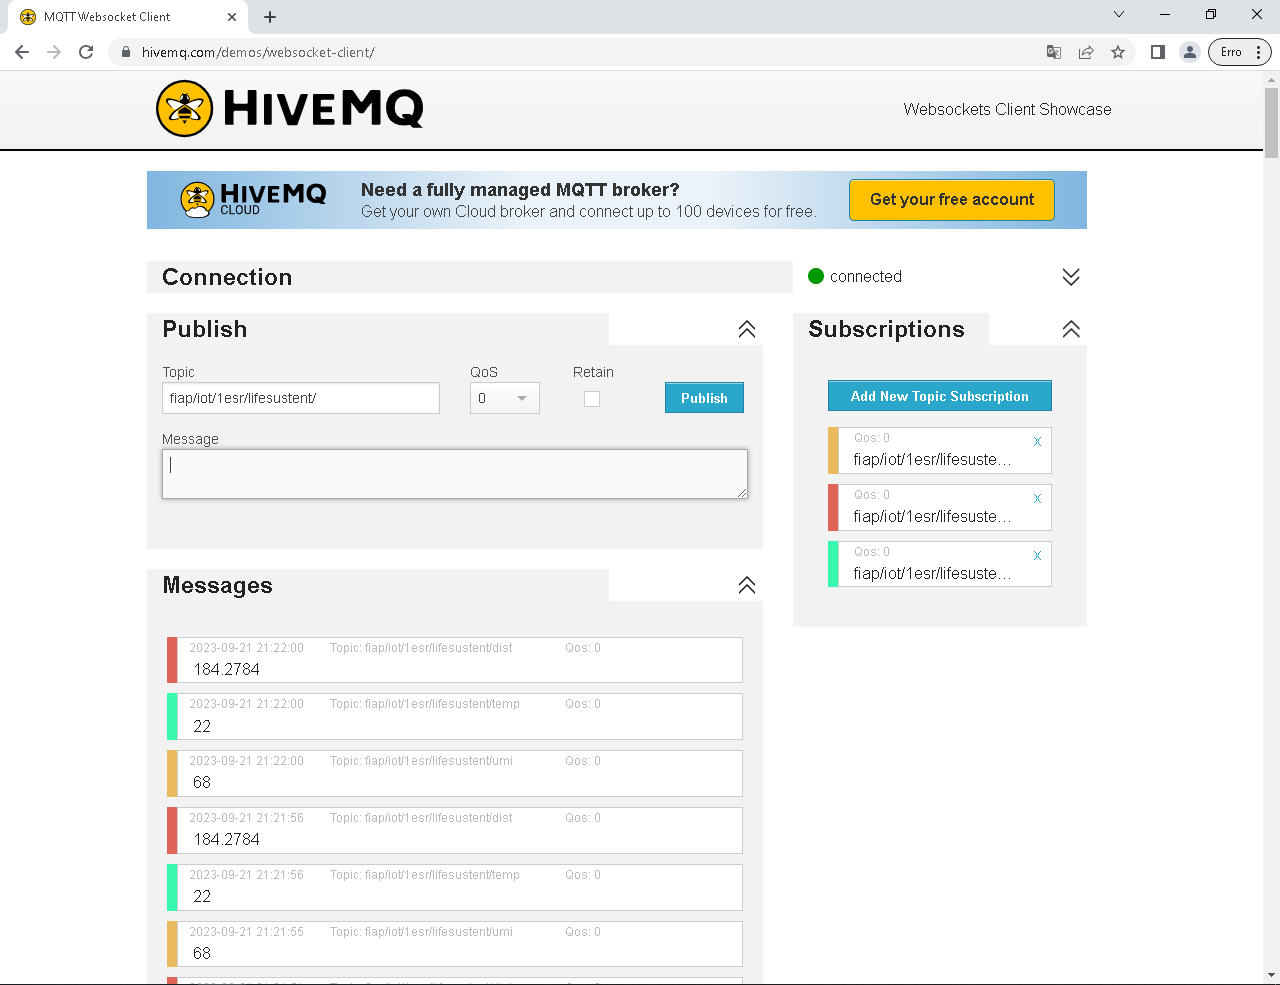 MQTT Websocket Client
hivemq.com/demos/websocket-client/
Erro
HIVEMQ
Websockets Client Showcase
HIVEMQ
CLOUD
Need a fully managed MQTT broker?
Get your own Cloud broker and connect up to 100 devices for free.
Get your free account
Connection
connected
Publish
Topic
QoS
Retain
fiap/iot/1esr/lifesustent/
0
Publish
Message
Subscriptions
Add New Topic Subscription
Qos: 0
x
fiap/iot/1esr/lifesuste...
Qos: 0
x
fiap/iot/1esr/lifesuste...
Qos: 0
x
fiap/iot/1esr/lifesuste...
Messages
2023-09-21 21:22:00 Topic: fiap/iot/1esr/lifesustent/dist Qos: 0
184.2784
2023-09-21 21:22:00 Topic: fiap/iot/1esr/lifesustent/temp Qos: 0
22
2023-09-21 21:22:00 Topic: fiap/iot/1esr/lifesustent/umi Qos: 0
68
2023-09-21 21:21:56 Topic: fiap/iot/1esr/lifesustent/dist Qos: 0
184.2784
2023-09-21 21:21:56 Topic: fiap/iot/1esr/lifesustent/temp Qos: 0
22
2023-09-21 21:21:55 Topic: fiap/iot/1esr/lifesustent/umi Qos: 0
68